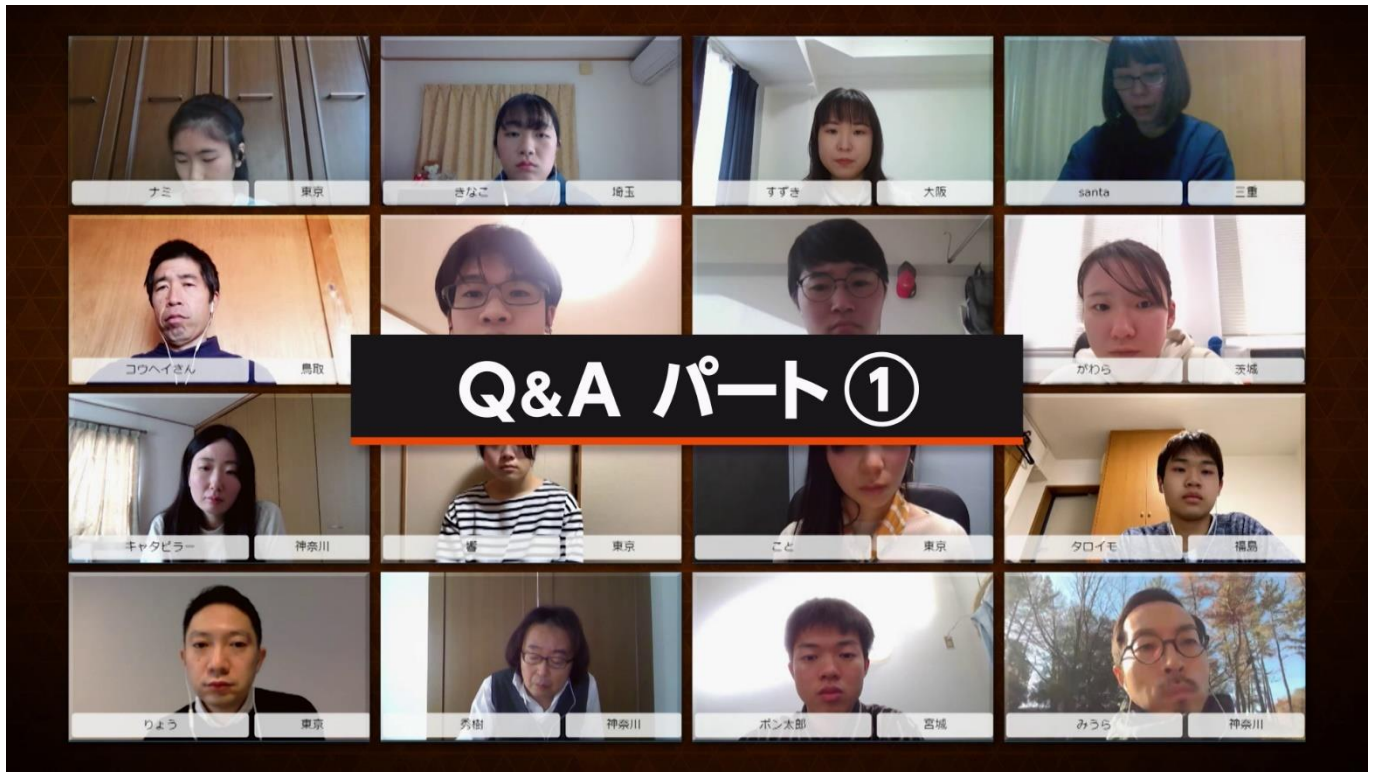 ナミ 東京
きなこ 埼玉
すずき 大阪
santa 三重
コウヘイさん 鳥取
がわら 茨城
Q&A パート①
キャタピラー 神奈川
響 東京
こと 東京
タロイモ 福島
りょう 東京
秀樹 神奈川
ポン太郎 宮城
みうら 神奈川